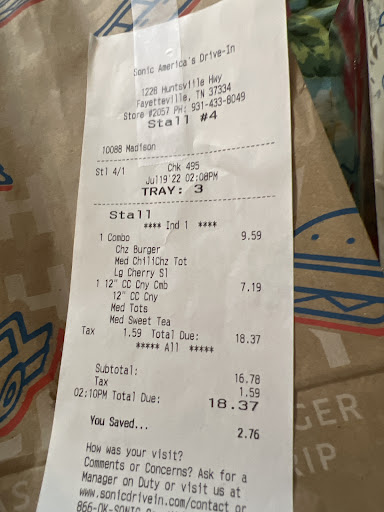 Sonic America's Drive-In
1226 Huntsville Hwy
Fayetteville, TN 37334
Store #2057 PH: 931-433-8049
Stall #4
10088 Madison
Stl 4/1 Chk 495
Jul19'22 02:08PM
TRAY: 3
Stall
**** Ind 1 ****
1 Combo 9.59
Chz Burger
Med ChiliChz Tot
Lg Cherry Sl
1 12" CC Cny Cmb 7.19
12" CC Cny
Med Tots
Med Sweet Tea
Tax 1.59 Total Due: 18.37
***** All *****
Subtotal: 16.78
Tax 1.59
02:10PM Total Due: 18.37
You Saved... 2.76
How was your visit?
Comments or Concerns? Ask for a
Manager on Duty or visit us at
www.sonicdrivein.com/contact or
GER
RIP